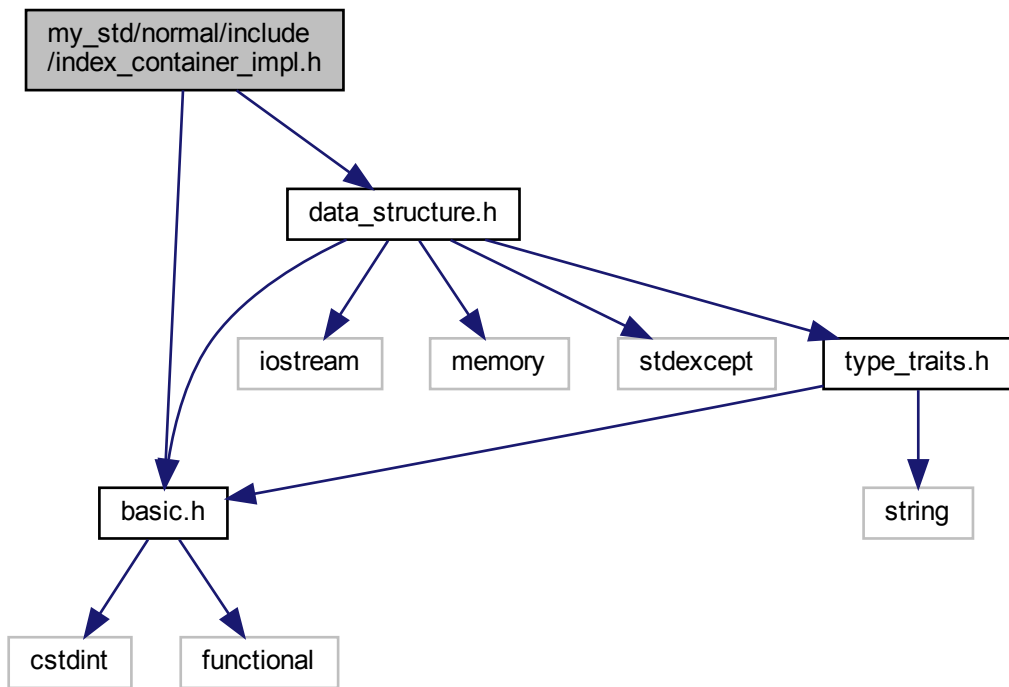 my_std/normal/include
/index_container_impl.h
data_structure.h
iostream
memory
stdexcept
type_traits.h
basic.h
string
cstdint
functional